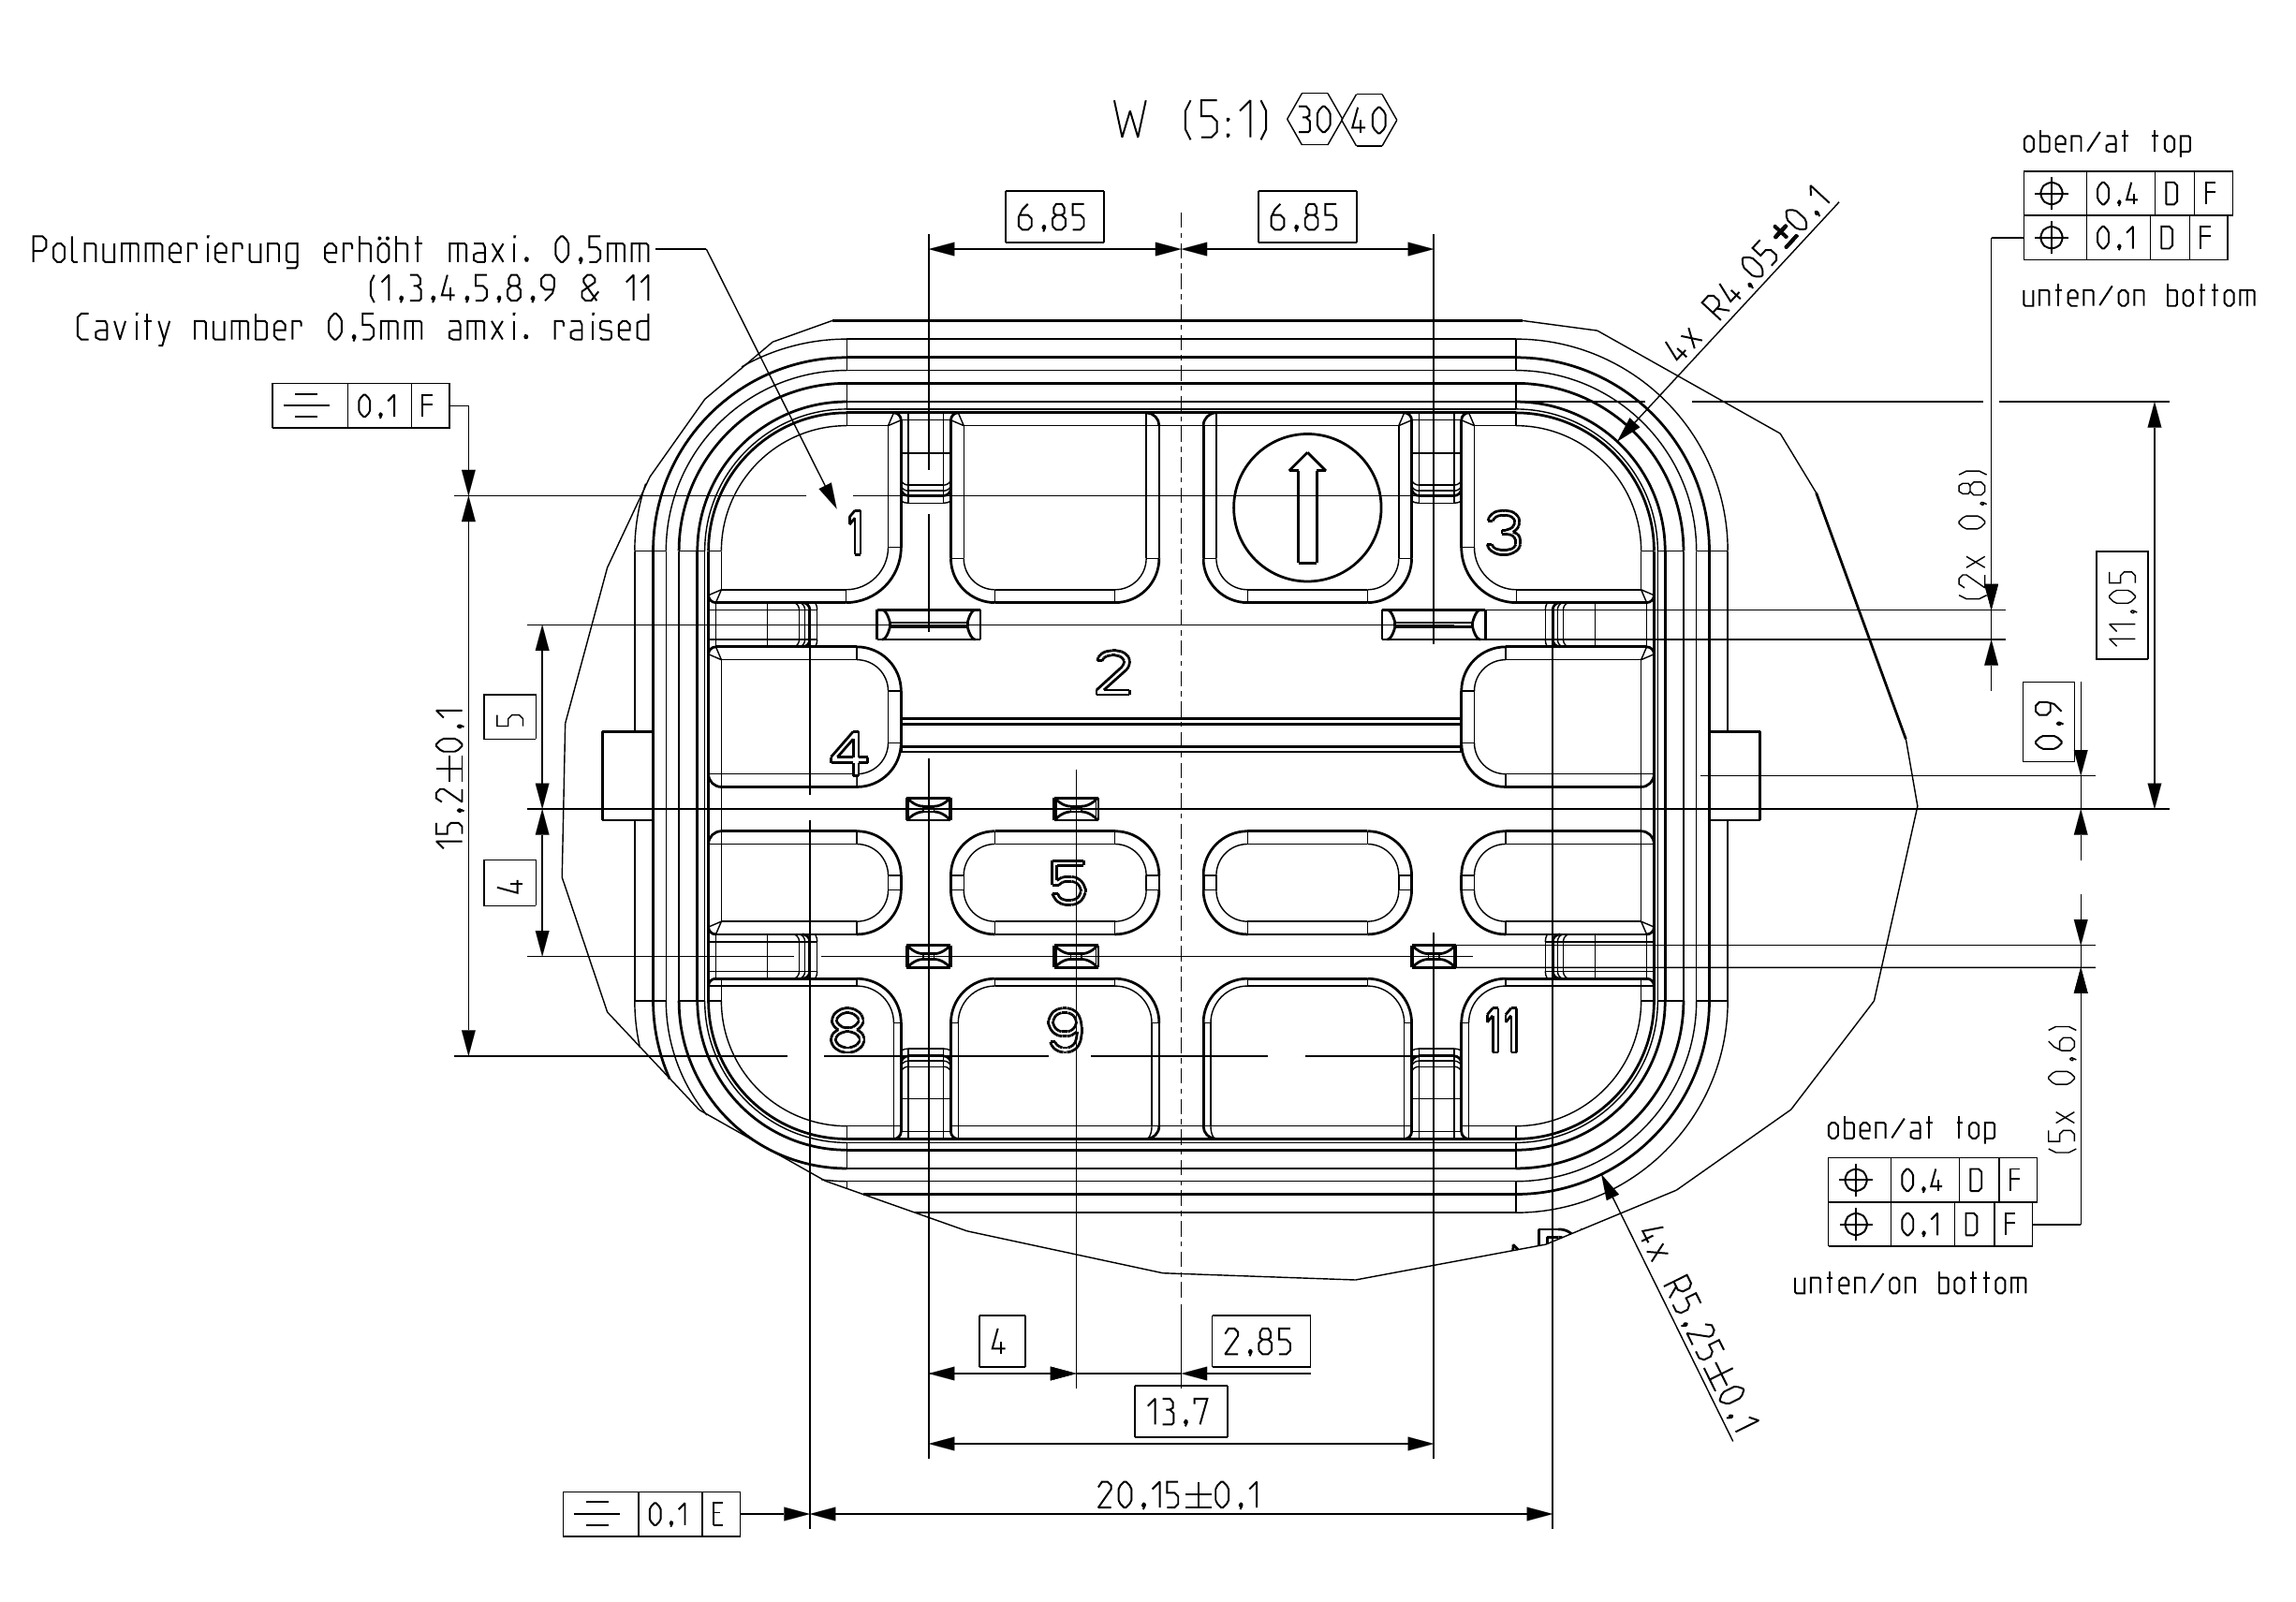 W (5:1) 30 40
oben/at top
0,4 D F
0,1 D F
unten/on bottom
6,85
6,85
4x R4,05±0,1
Polnummerierung erhöht maxi. 0,5mm
(1,3,4,5,8,9 & 11
Cavity number 0,5mm amxi. raised
0,1 F
1
3
2
4
5
8
9
11
(2x 0,8)
11,05
0,9
5
15,2±0,1
4
(5x 0,6)
oben/at top
0,4 D F
0,1 D F
unten/on bottom
4x R5,25±0,1
4
2,85
13,7
20,15±0,1
0,1 E